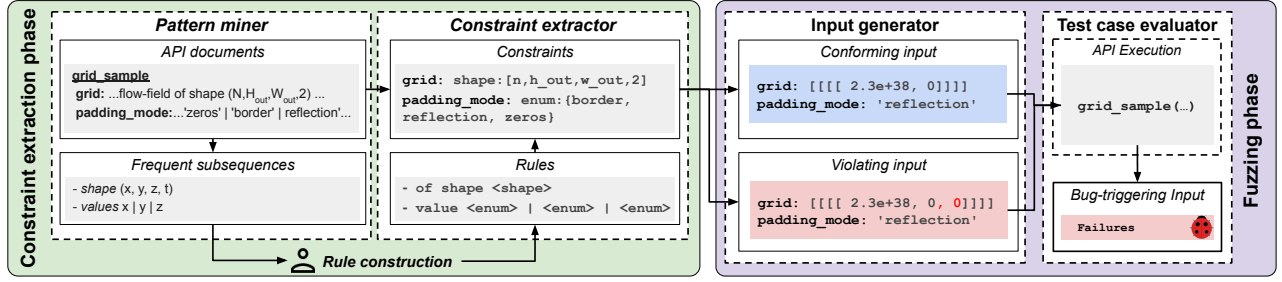 Constraint extraction phase
Pattern miner
API documents
grid_sample
grid: ...flow-field of shape (N,H_out,W_out,2) ...
padding_mode:...'zeros' | 'border' | reflection'...
Frequent subsequences
- shape (x, y, z, t)
- values x | y | z
Rule construction
Constraint extractor
Constraints
grid: shape:[n,h_out,w_out,2]
padding_mode: enum:{border,
reflection, zeros}
Rules
- of shape <shape>
- value <enum> | <enum> | <enum>
Input generator
Conforming input
grid: [[[[ 2.3e+38, 0]]]]
padding_mode: 'reflection'
Violating input
grid: [[[[ 2.3e+38, 0, 0]]]]
padding_mode: 'reflection'
Test case evaluator
API Execution
grid_sample(…)
Bug-triggering Input
Failures
Fuzzing phase